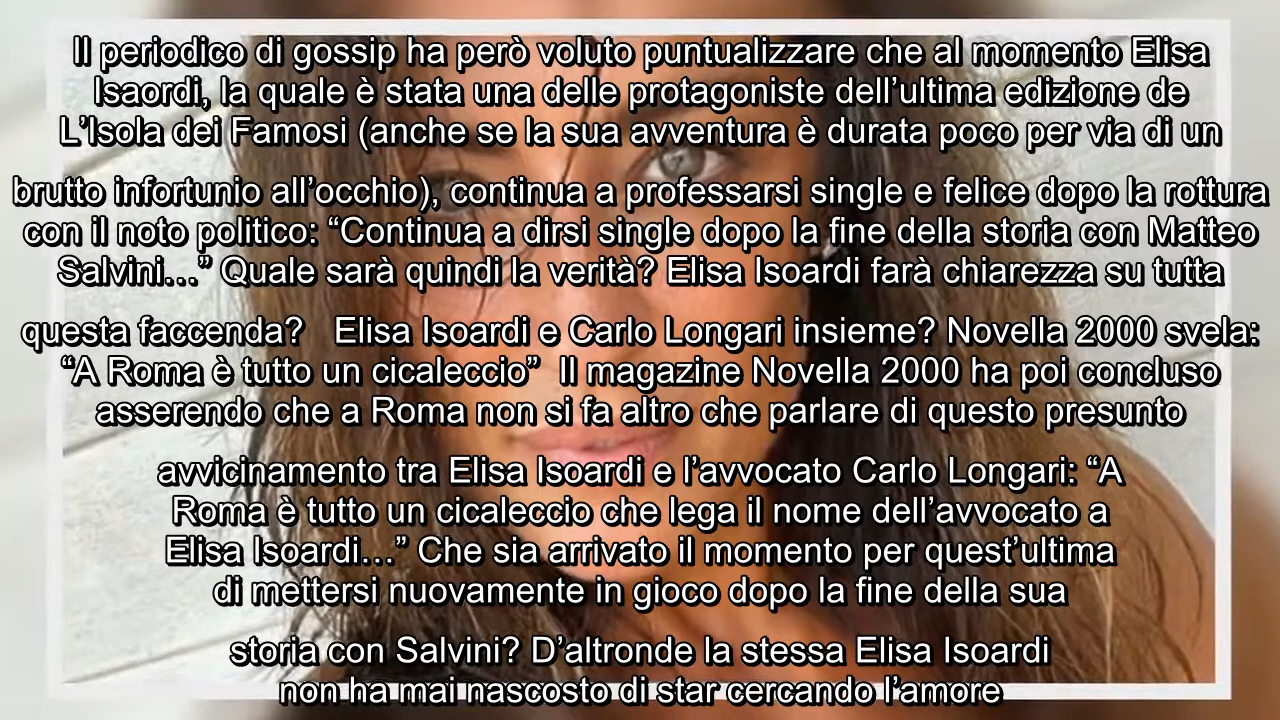 Il periodico di gossip ha però voluto puntualizzare che al momento Elisa
Isaordi, la quale è stata una delle protagoniste dell’ultima edizione de
L’Isola dei Famosi (anche se la sua avventura è durata poco per via di un
brutto infortunio all’occhio), continua a professarsi single e felice dopo la rottura
con il noto politico: “Continua a dirsi single dopo la fine della storia con Matteo
Salvini…” Quale sarà quindi la verità? Elisa Isoardi farà chiarezza su tutta
questa faccenda? Elisa Isoardi e Carlo Longari insieme? Novella 2000 svela:
“A Roma è tutto un cicaleccio” Il magazine Novella 2000 ha poi concluso
asserendo che a Roma non si fa altro che parlare di questo presunto
avvicinamento tra Elisa Isoardi e l’avvocato Carlo Longari: “A
Roma è tutto un cicaleccio che lega il nome dell’avvocato a
Elisa Isoardi…” Che sia arrivato il momento per quest’ultima
di mettersi nuovamente in gioco dopo la fine della sua
storia con Salvini? D’altronde la stessa Elisa Isoardi
non ha mai nascosto di star cercando l’amore